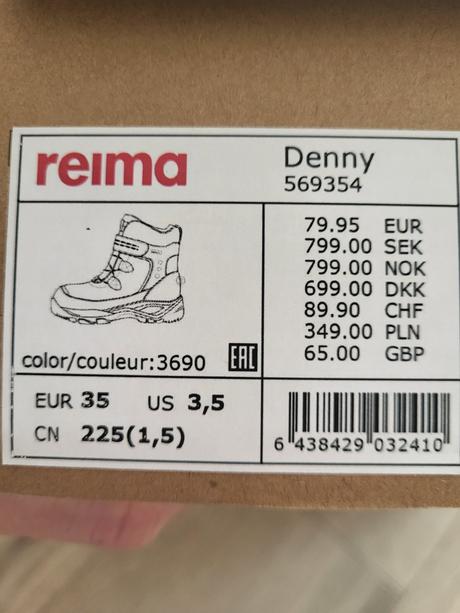 reima
Denny
569354
79.95 EUR
799.00 SEK
799.00 NOK
699.00 DKK
89.90 CHF
349.00 PLN
65.00 GBP
color/couleur:3690
EAC
EUR 35 US 3,5
CN 225(1,5)
6 438429 032410